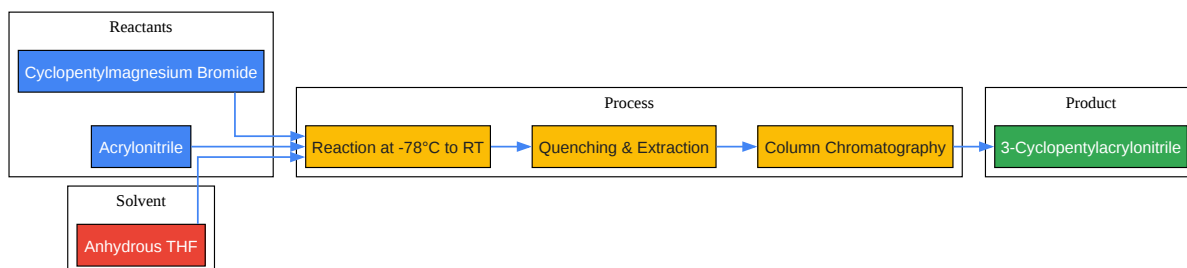 Reactants
Cyclopentylmagnesium Bromide
Acrylonitrile
Solvent
Anhydrous THF
Process
Reaction at -78°C to RT
Quenching & Extraction
Column Chromatography
Product
3-Cyclopentylacrylonitrile